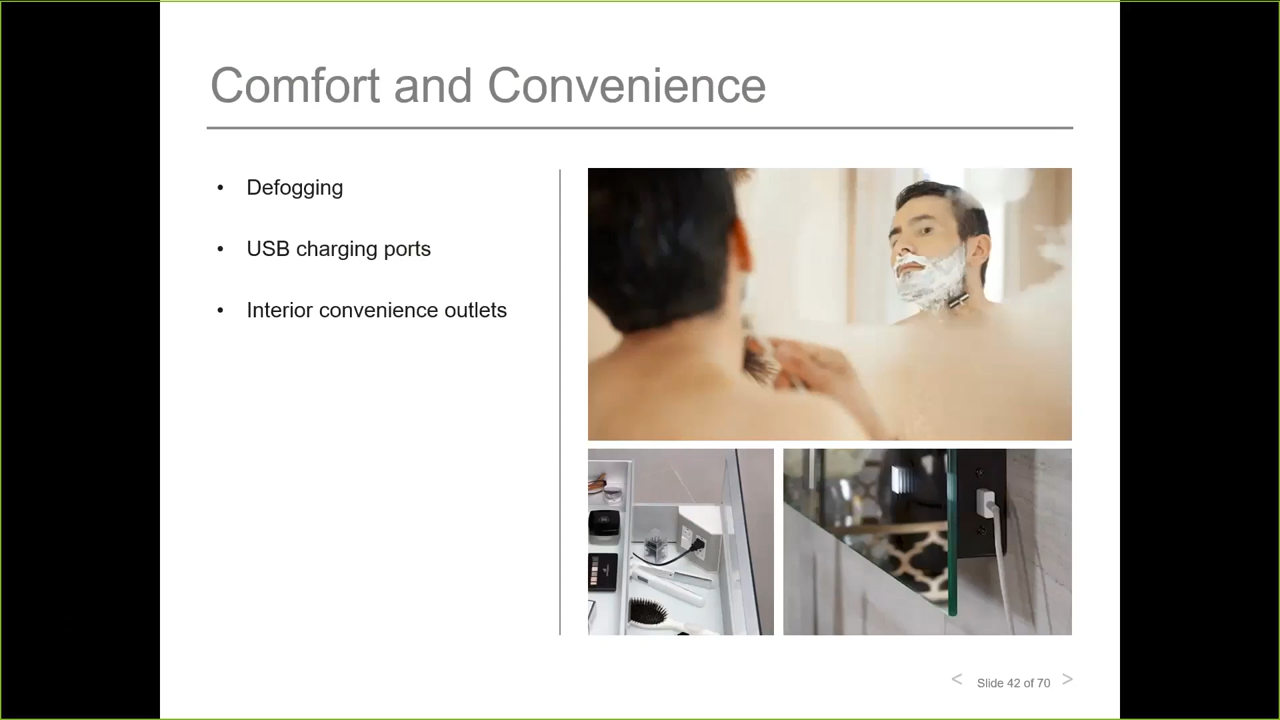 Comfort and Convenience
• Defogging
• USB charging ports
• Interior convenience outlets
< Slide 42 of 70 >